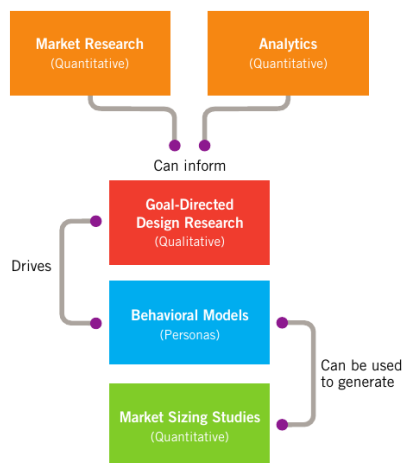 Market Research
(Quantitative)
Analytics
(Quantitative)
Can inform
Goal-Directed
Design Research
(Qualitative)
Drives
Behavioral Models
(Personas)
Can be used
to generate
Market Sizing Studies
(Quantitative)